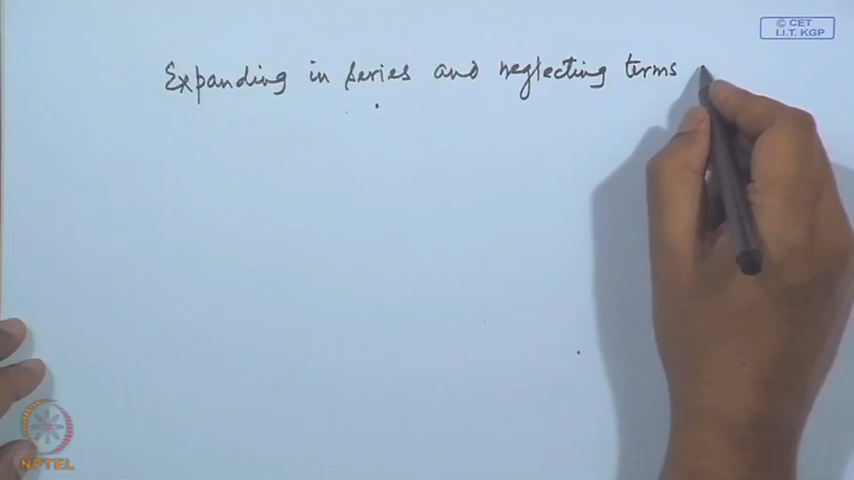 © CET
I.I.T. KGP
Expanding in series and neglecting terms
NPTEL